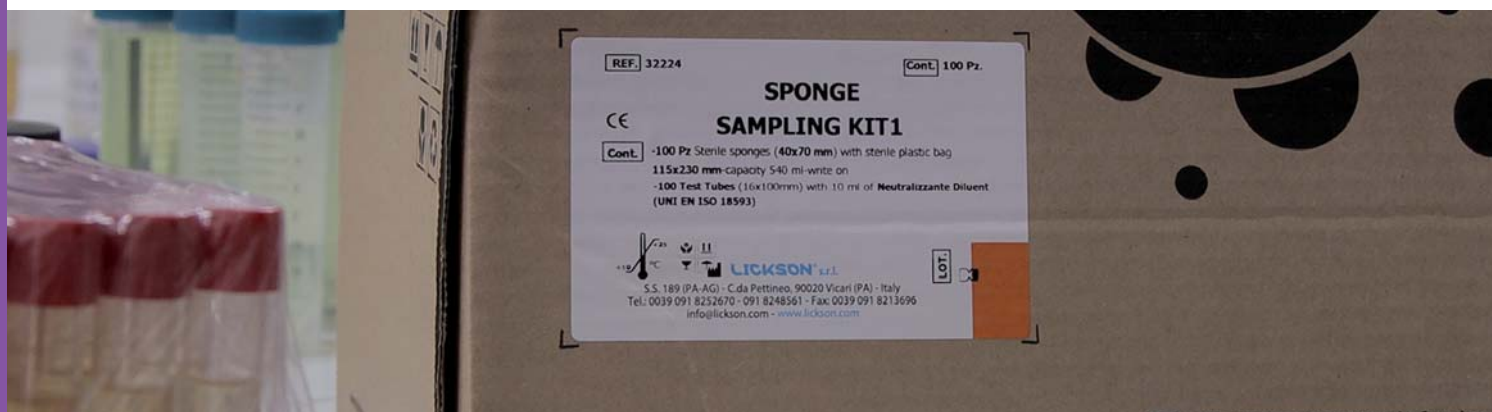 REF. 32224
Cont. 100 Pz.
SPONGE
SAMPLING KIT1
CE
Cont. -100 Pz Sterile sponges (40x70 mm) with sterile plastic bag
115x230 mm-capacity 540 ml-write on
-100 Test Tubes (16x100mm) with 10 ml of Neutralizzante Diluent
(UNI EN ISO 18593)
°C
LICKSON® s.r.l.
LOT.
S.S. 189 (PA-AG) - C.da Pettineo, 90020 Vicari (PA) - Italy
Tel.: 0039 091 8252670 - 091 8248561 - Fax: 0039 091 8213696
info@lickson.com - www.lickson.com